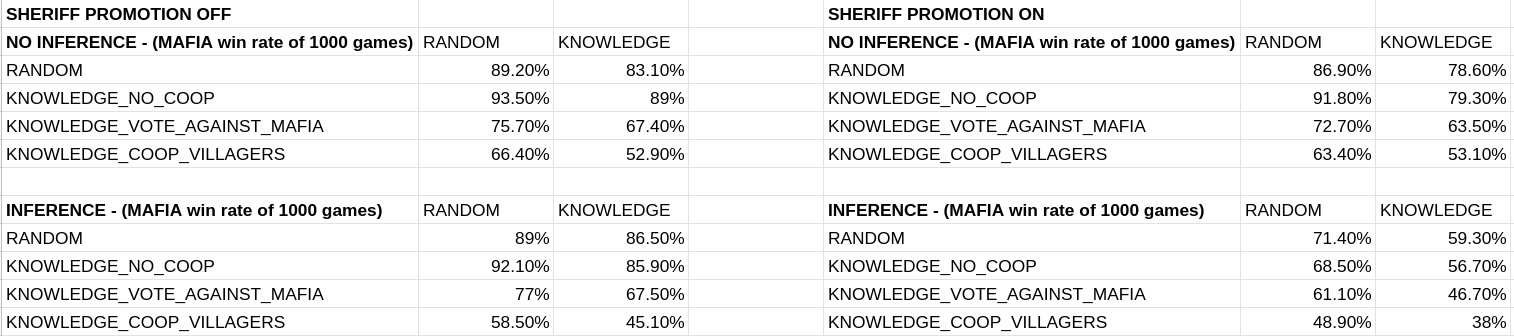 SHERIFF PROMOTION OFF SHERIFF PROMOTION ON
NO INFERENCE - (MAFIA win rate of 1000 games) RANDOM KNOWLEDGE NO INFERENCE - (MAFIA win rate of 1000 games) RANDOM KNOWLEDGE
RANDOM 89.20% 83.10% RANDOM 86.90% 78.60%
KNOWLEDGE_NO_COOP 93.50% 89% KNOWLEDGE_NO_COOP 91.80% 79.30%
KNOWLEDGE_VOTE_AGAINST_MAFIA 75.70% 67.40% KNOWLEDGE_VOTE_AGAINST_MAFIA 72.70% 63.50%
KNOWLEDGE_COOP_VILLAGERS 66.40% 52.90% KNOWLEDGE_COOP_VILLAGERS 63.40% 53.10%
INFERENCE - (MAFIA win rate of 1000 games) RANDOM KNOWLEDGE INFERENCE - (MAFIA win rate of 1000 games) RANDOM KNOWLEDGE
RANDOM 89% 86.50% RANDOM 71.40% 59.30%
KNOWLEDGE_NO_COOP 92.10% 85.90% KNOWLEDGE_NO_COOP 68.50% 56.70%
KNOWLEDGE_VOTE_AGAINST_MAFIA 77% 67.50% KNOWLEDGE_VOTE_AGAINST_MAFIA 61.10% 46.70%
KNOWLEDGE_COOP_VILLAGERS 58.50% 45.10% KNOWLEDGE_COOP_VILLAGERS 48.90% 38%